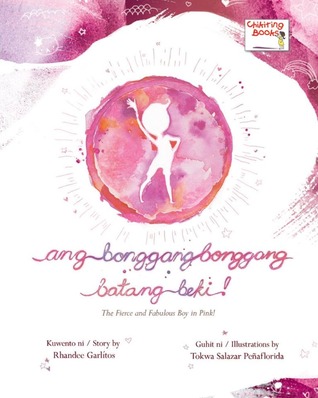 Chikiting
Books
ang bonggang bonggang
batang beki!
The Fierce and Fabulous Boy in Pink!
Kuwento ni / Story by
Rhandee Garlitos
Guhit ni / Illustrations by
Tokwa Salazar Peñaflorida